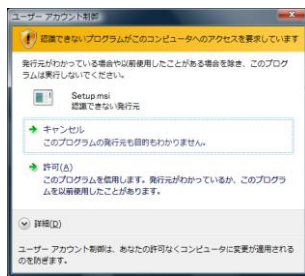 ユーザー アカウント制御
認識できないプログラムがこのコンピュータへのアクセスを要求しています
発行元がわかっている場合や以前使用したことがある場合を除き、このプログ
ラムは実行しないでください。
Setup.msi
認識できない発行元
キャンセル
このプログラムの発行元も目的もわかりません。
許可(A)
このプログラムを信用します。発行元がわかっているか、このプログラ
ムを以前使用したことがあります。
詳細(D)
ユーザー アカウント制御は、あなたの許可なくコンピュータに変更が適用される
のを防ぎます。